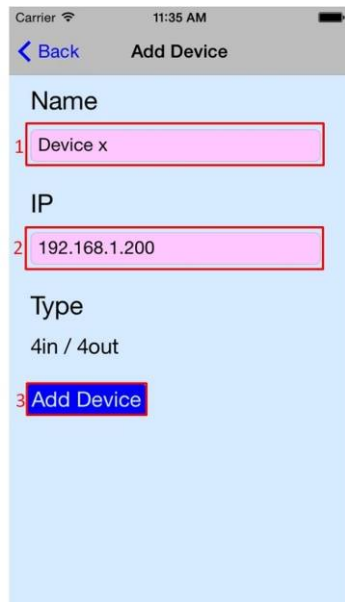 Carrier 11:35 AM
Back Add Device
Name
1 Device x
IP
2 192.168.1.200
Type
4in / 4out
3 Add Device